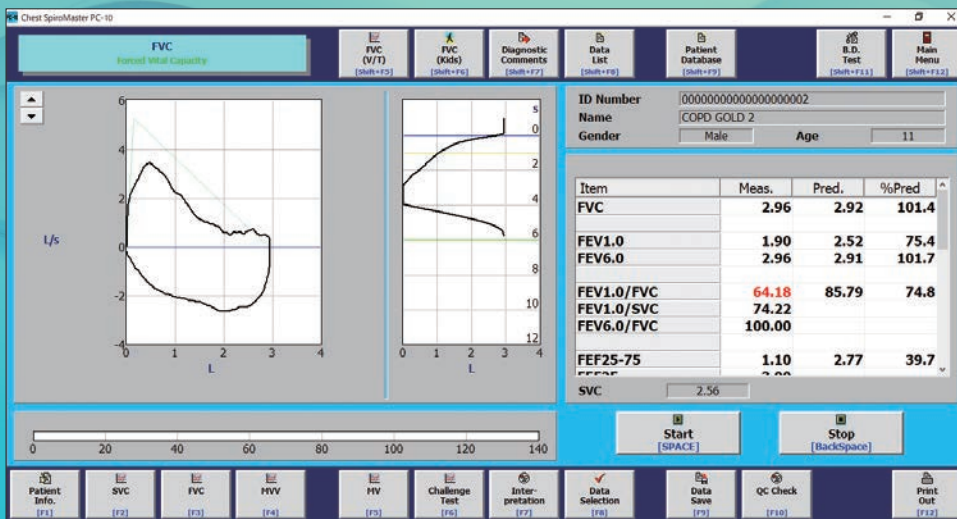 Chest SpiroMaster PC-10
FVC
Forced Vital Capacity
FVC
(V/T)
[Shift+F5]
FVC
(Kids)
[Shift+F6]
Diagnostic
Comments
[Shift+F7]
Data
List
[Shift+F8]
Patient
Database
[Shift+F9]
B.D.
Test
[Shift+F11]
Main
Menu
[Shift+F12]
6
4
2
0
-2
-4
L/s
0 1 2 3 4
L
s
0
2
4
6
8
10
12
0 1 2 3 4
L
ID Number 00000000000000000002
Name COPD GOLD 2
Gender Male Age 11
Item Meas. Pred. %Pred
FVC 2.96 2.92 101.4
FEV1.0 1.90 2.52 75.4
FEV6.0 2.96 2.91 101.7
FEV1.0/FVC 64.18 85.79 74.8
FEV1.0/SVC 74.22
FEV6.0/FVC 100.00
FEF25-75 1.10 2.77 39.7
SVC 2.56
0 20 40 60 80 100 120 140
Start
[SPACE]
Stop
[BackSpace]
Patient
Info.
[F1]
SVC
[F2]
FVC
[F3]
MVV
[F4]
MV
[F5]
Challenge
Test
[F6]
Inter-
pretation
[F7]
Data
Selection
[F8]
Data
Save
[F9]
QC Check
[F10]
Print
Out
[F12]